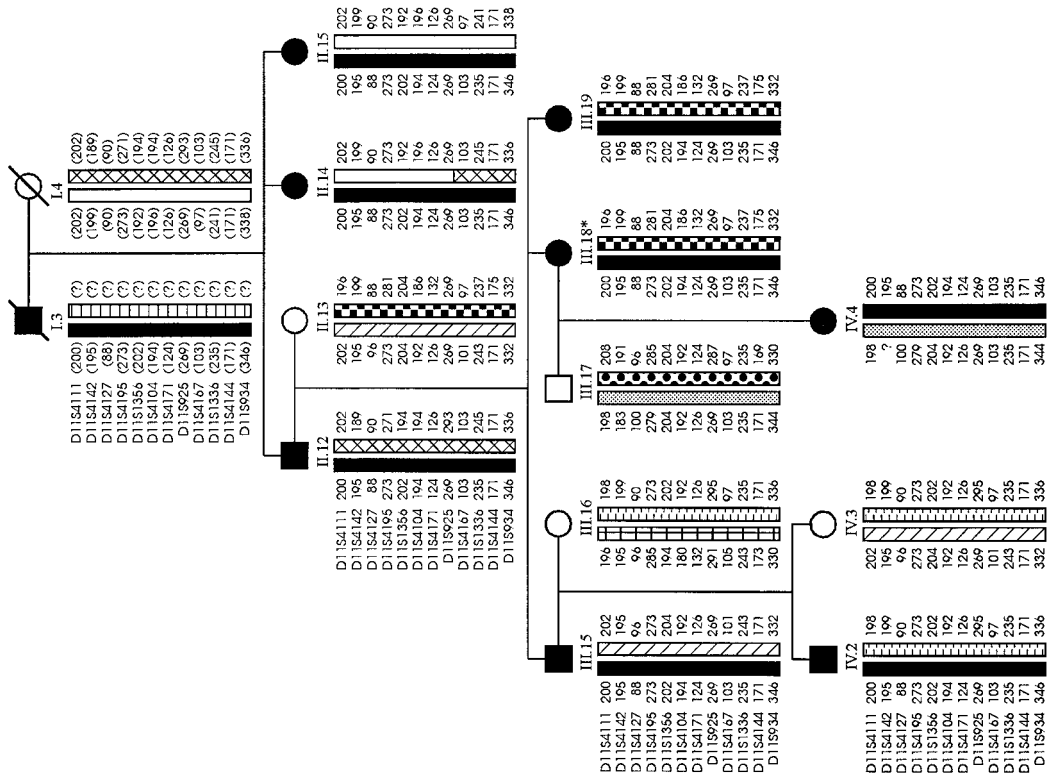 I.3 I.4
D11S4111 (200) (?) (202) (202)
D11S4142 (195) (?) (199) (189)
D11S4127 (88) (?) (90) (90)
D11S4195 (273) (?) (273) (271)
D11S1356 (202) (?) (192) (194)
D11S4104 (194) (?) (196) (194)
D11S4171 (124) (?) (126) (126)
D11S925 (269) (?) (269) (293)
D11S4167 (103) (?) (97) (103)
D11S1336 (235) (?) (241) (245)
D11S4144 (171) (?) (171) (171)
D11S934 (346) (?) (338) (336)
II.12 II.13 II.14 II.15
D11S4111 200 202 202 196 200 202 200 202
D11S4142 195 189 195 199 195 199 195 199
D11S4127 88 90 96 88 88 90 88 90
D11S4195 273 271 273 281 273 273 273 273
D11S1356 202 194 204 204 202 192 202 192
D11S4104 194 194 192 186 194 196 194 196
D11S4171 124 126 126 132 124 126 124 126
D11S925 269 293 269 269 269 269 269 269
D11S4167 103 103 101 97 103 103 103 97
D11S1336 235 245 243 237 235 245 235 241
D11S4144 171 171 171 175 171 171 171 171
D11S934 346 336 332 332 346 336 346 338
III.15 III.16 III.17 III.18* III.19
D11S4111 200 202 196 198 198 208 200 196 200 196
D11S4142 195 195 195 199 183 191 195 199 195 199
D11S4127 88 96 96 90 100 96 88 88 88 88
D11S4195 273 273 285 273 279 285 273 281 273 281
D11S1356 202 204 194 202 204 204 202 204 202 204
D11S4104 194 192 180 192 192 192 194 186 194 186
D11S4171 124 126 132 126 126 124 124 132 124 132
D11S925 269 269 291 295 269 287 269 269 269 269
D11S4167 103 101 105 97 103 97 103 97 103 97
D11S1336 235 243 243 235 235 235 235 237 235 237
D11S4144 171 171 173 171 171 169 171 175 171 175
D11S934 346 332 330 336 344 330 346 332 346 332
IV.2 IV.3 IV.4
D11S4111 200 198 202 198 198 200
D11S4142 195 199 195 199 ? 195
D11S4127 88 90 96 90 100 88
D11S4195 273 273 273 273 279 273
D11S1356 202 202 204 202 204 202
D11S4104 194 192 192 192 192 194
D11S4171 124 126 126 126 126 124
D11S925 269 295 269 295 269 269
D11S4167 103 97 101 97 103 103
D11S1336 235 235 243 235 235 235
D11S4144 171 171 171 171 171 171
D11S934 346 336 332 336 344 346